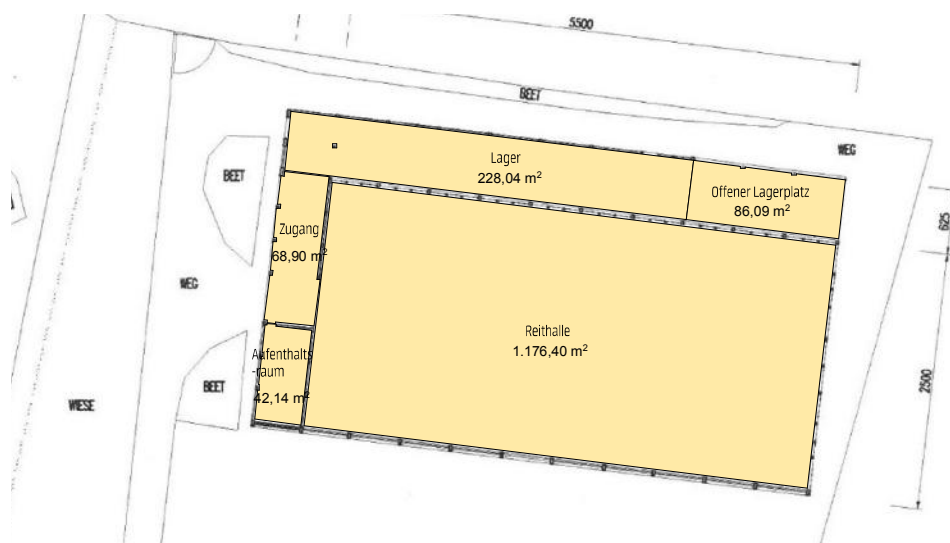 5500
BEET
WEG
Lager
228,04 m²
Offener Lagerplatz
86,09 m²
BEET
625
Zugang
68,90 m²
WEG
Reithalle
1.176,40 m²
Aufenthalts
-raum
42,14 m²
BEET
2500
WIESE